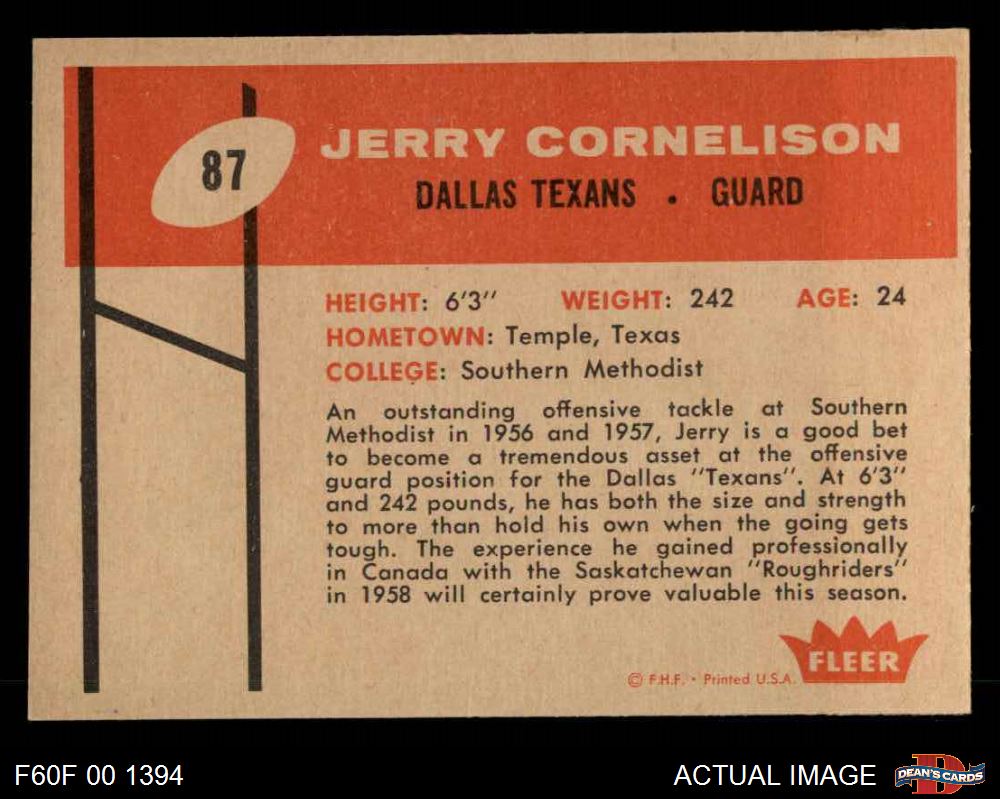 87
JERRY CORNELISON
DALLAS TEXANS . GUARD
HEIGHT: 6'3" WEIGHT: 242 AGE: 24
HOMETOWN: Temple, Texas
COLLEGE: Southern Methodist
An outstanding offensive tackle at Southern
Methodist in 1956 and 1957, Jerry is a good bet
to become a tremendous asset at the offensive
guard position for the Dallas "Texans". At 6'3"
and 242 pounds, he has both the size and strength
to more than hold his own when the going gets
tough. The experience he gained professionally
in Canada with the Saskatchewan "Roughriders"
in 1958 will certainly prove valuable this season.
FLEER
© F.H.F. • Printed U.S.A.
F60F 00 1394
ACTUAL IMAGE
D
DEAN'S CARDS